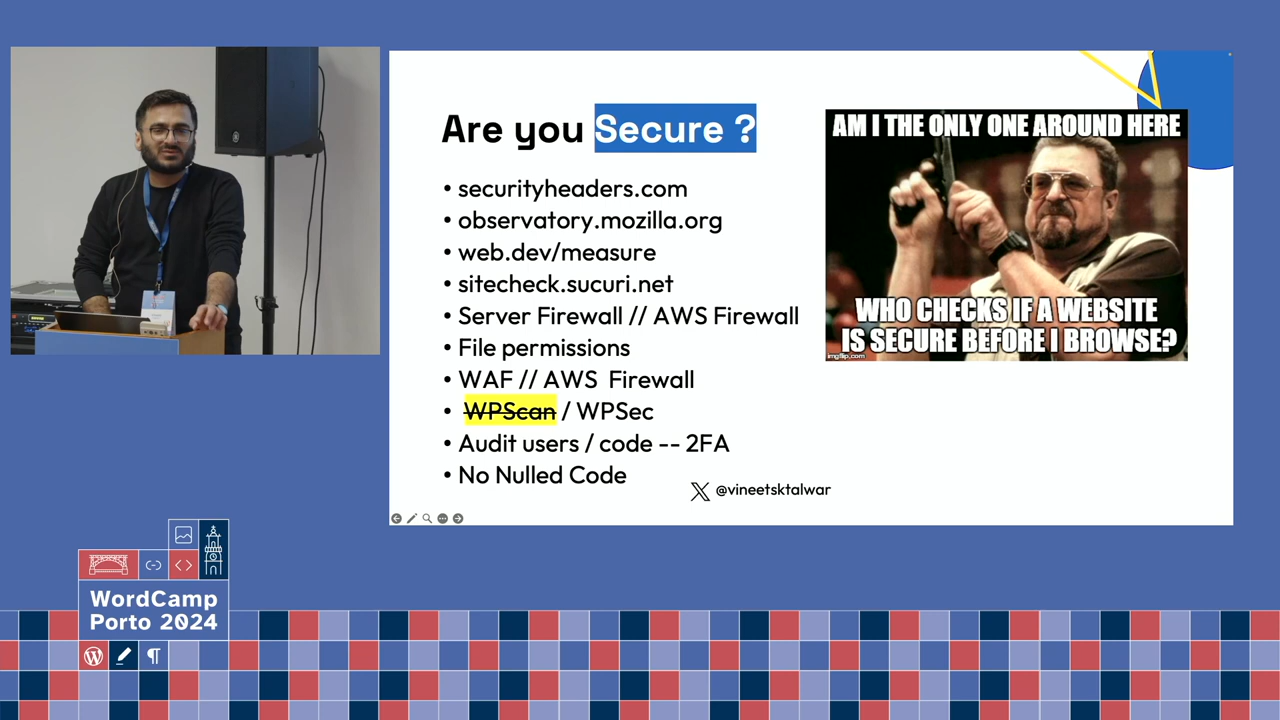 Are you Secure ?
• securityheaders.com
• observatory.mozilla.org
• web.dev/measure
• sitecheck.sucuri.net
• Server Firewall // AWS Firewall
• File permissions
• WAF // AWS  Firewall
• WPScan / WPSec
• Audit users / code -- 2FA
• No Nulled Code
@vineetsktalwar
AM I THE ONLY ONE AROUND HERE
WHO CHECKS IF A WEBSITE
IS SECURE BEFORE I BROWSE?
imgflip.com
WordCamp
Porto 2024